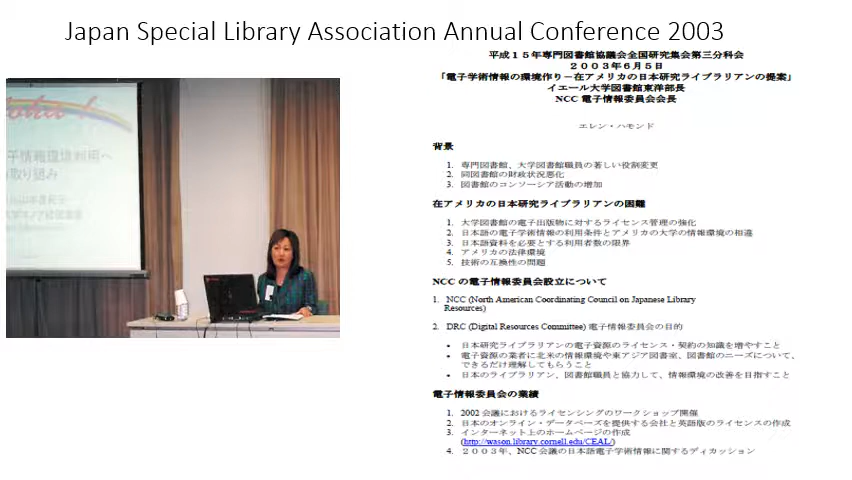 Japan Special Library Association Annual Conference 2003
平成１５年専門図書館協議会全国研究集会第三分科会
２００３年６月５日
「電子学術情報の環境作り－在アメリカの日本研究ライブラリアンの提案」
イエール大学図書館東洋部長
NCC 電子情報委員会会長
エレン・ハモンド
背景
1. 専門図書館、大学図書館職員の著しい役割変更
2. 同図書館の財政状況悪化
3. 図書館のコンソーシア活動の増加
在アメリカの日本研究ライブラリアンの困難
1. 大学図書館の電子出版物に対するライセンス管理の強化
2. 日本語の電子学術情報の利用条件とアメリカの大学の情報環境の相違
3. 日本語資料を必要とする利用者数の限界
4. アメリカの法律環境
5. 技術の互換性の問題
NCC の電子情報委員会設立について
1. NCC (North American Coordinating Council on Japanese Library
Resources)
2. DRC (Digital Resources Committee) 電子情報委員会の目的
• 日本研究ライブラリアンの電子資源のライセンス・契約の知識を増やすこと
• 電子資源の業者に北米の情報環境や東アジア図書室、図書館のニーズについて、
できるだけ理解してもらうこと
• 日本のライブラリアン、図書館職員と協力して、情報環境の改善を目指すこと
電子情報委員会の業績
1. 2002 会議におけるライセンシングのワークショップ開催
2. 日本のオンライン・データベーズを提供する会社と英語版のライセンスの作成
3. インターネット上のホームページの作成
(http://wason.library.cornell.edu/CEAL/)
4. ２００３年、NCC 会議の日本語電子学術情報に関するディカッション
oha !
子情報環境利用へ
取り組み